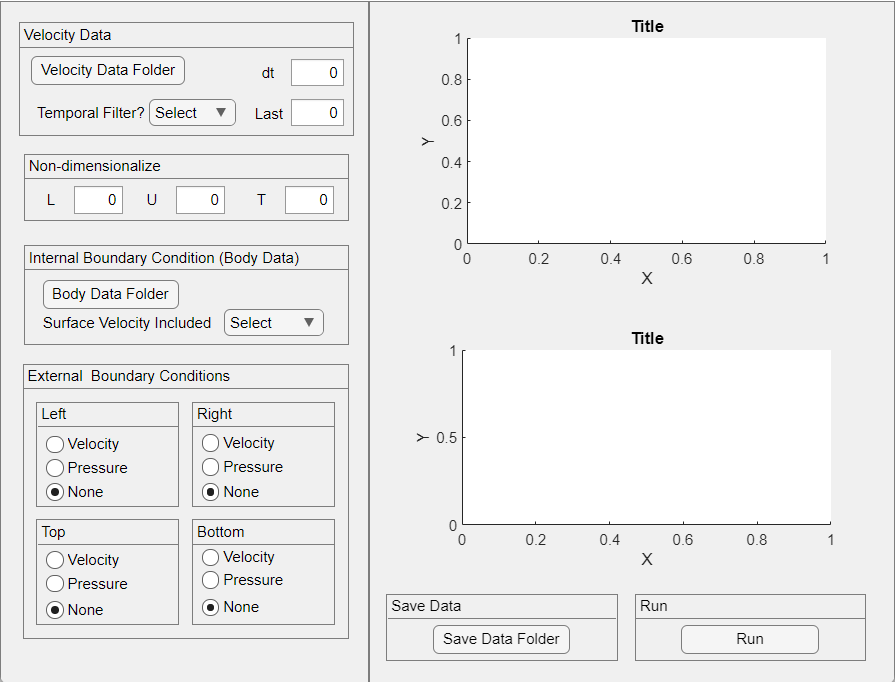 Velocity Data
Velocity Data Folder
dt
0
Temporal Filter?
Select
Last
0
Non-dimensionalize
L
0
U
0
T
0
Internal Boundary Condition (Body Data)
Body Data Folder
Surface Velocity Included
Select
External  Boundary Conditions
Left
Velocity
Pressure
None
Right
Velocity
Pressure
None
Top
Velocity
Pressure
None
Bottom
Velocity
Pressure
None
Title
1
0.8
0.6
0.4
0.2
0
Y
0
0.2
0.4
0.6
0.8
1
X
Title
1
0.5
0
Y
0
0.2
0.4
0.6
0.8
1
X
Save Data
Save Data Folder
Run
Run